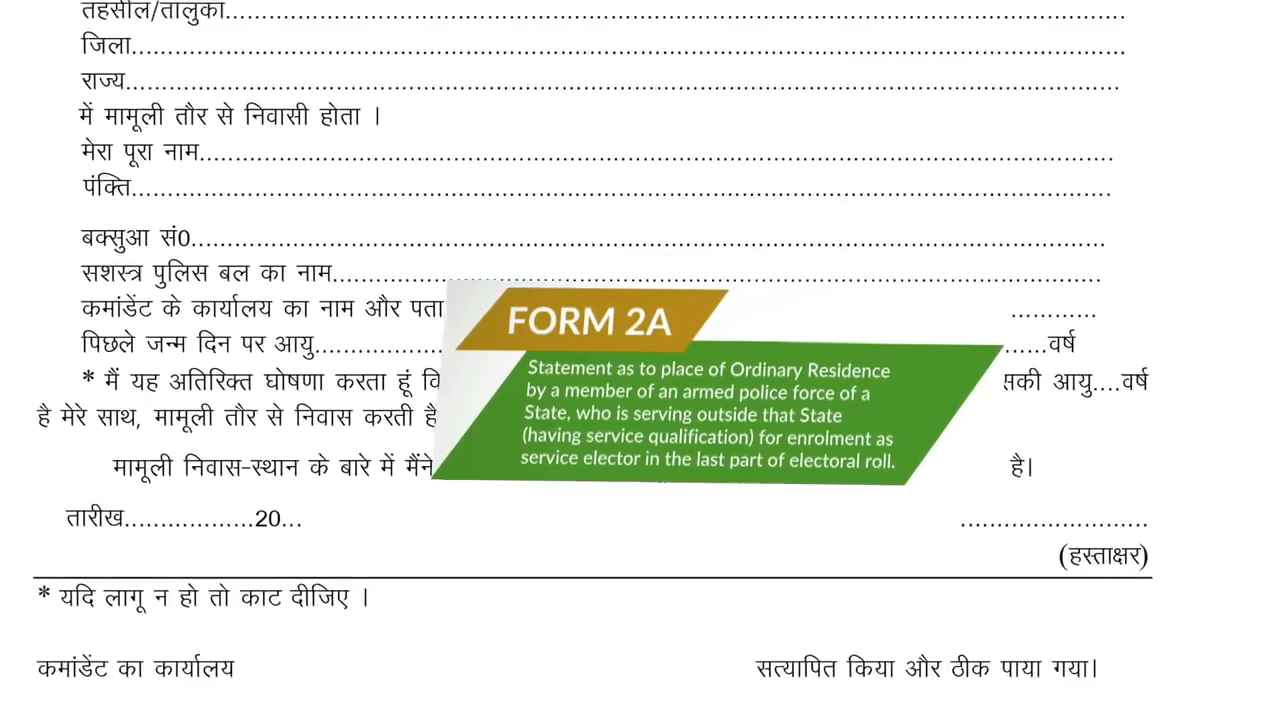 तहसील/तालुका..............................
जिला..............................
राज्य..............................
में मामूली तौर से निवासी होता ।
मेरा पूरा नाम..............................
पंक्ति..............................
बक्सुआ सं0..............................
सशस्त्र पुलिस बल का नाम..............................
कमांडेंट के कार्यालय का नाम और पता ............
पिछले जन्म दिन पर आयु.................. ......वर्ष
* मैं यह अतिरिक्त घोषणा करता हूं आयु....वर्ष
है मेरे साथ, मामूली तौर से निवास करती है
मामूली निवास-स्थान के बारे में मैंने है।
FORM 2A
Statement as to place of Ordinary Residence
by a member of an armed police force of a
State, who is serving outside that State
(having service qualification) for enrolment as
service elector in the last part of electoral roll.
तारीख..................20... ..........................
(हस्ताक्षर)
* यदि लागू न हो तो काट दीजिए ।
कमांडेंट का कार्यालय सत्यापित किया और ठीक पाया गया।